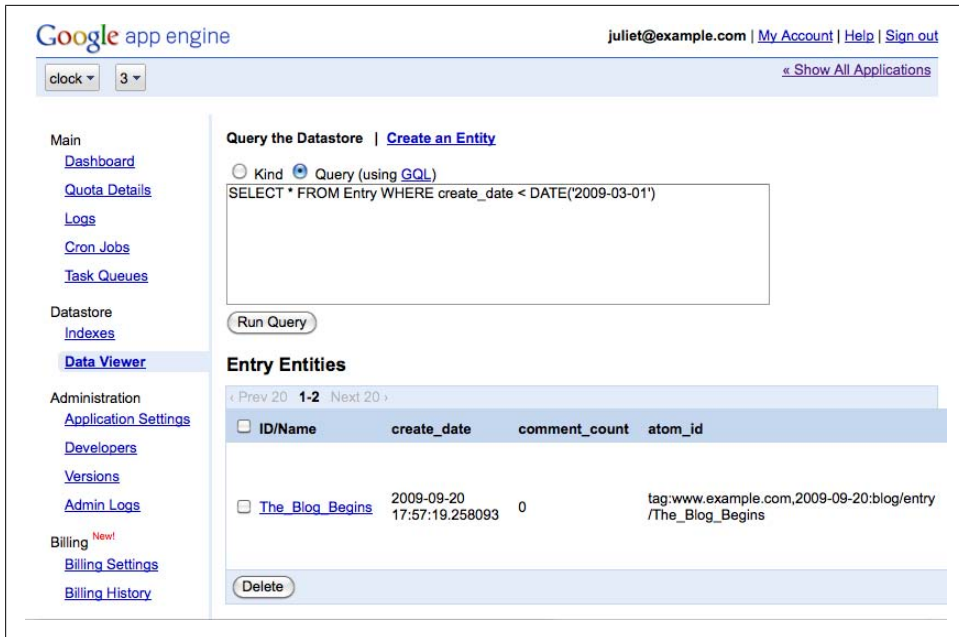 Google app engine
juliet@example.com | My Account | Help | Sign out
clock 3
« Show All Applications
Main
Dashboard
Quota Details
Logs
Cron Jobs
Task Queues
Datastore
Indexes
Data Viewer
Administration
Application Settings
Developers
Versions
Admin Logs
Billing New!
Billing Settings
Billing History
Query the Datastore | Create an Entity
Kind Query (using GQL)
SELECT * FROM Entry WHERE create_date < DATE('2009-03-01')
Run Query
Entry Entities
‹ Prev 20 1-2 Next 20 ›
ID/Name create_date comment_count atom_id
The_Blog_Begins 2009-09-20 17:57:19.258093 0 tag:www.example.com,2009-09-20:blog/entry
/The_Blog_Begins
Delete